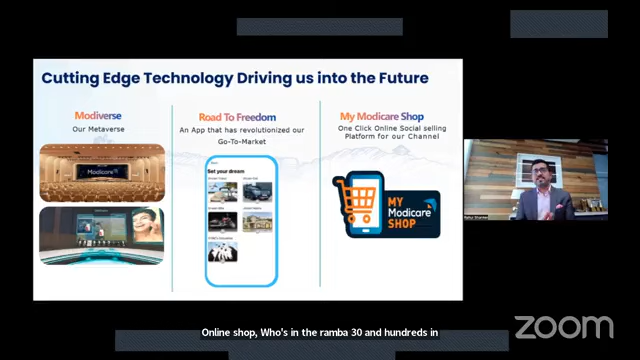 Cutting Edge Technology Driving us into the Future
Modiverse
Our Metaverse
Modicare
Road To Freedom
An App that has revolutionized our
Go-To-Market
Set your dream
My Modicare Shop
One Click Online Social selling
Platform for our Channel
MY
Modicare
SHOP
Online shop, Who's in the ramba 30 and hundreds in
zoom